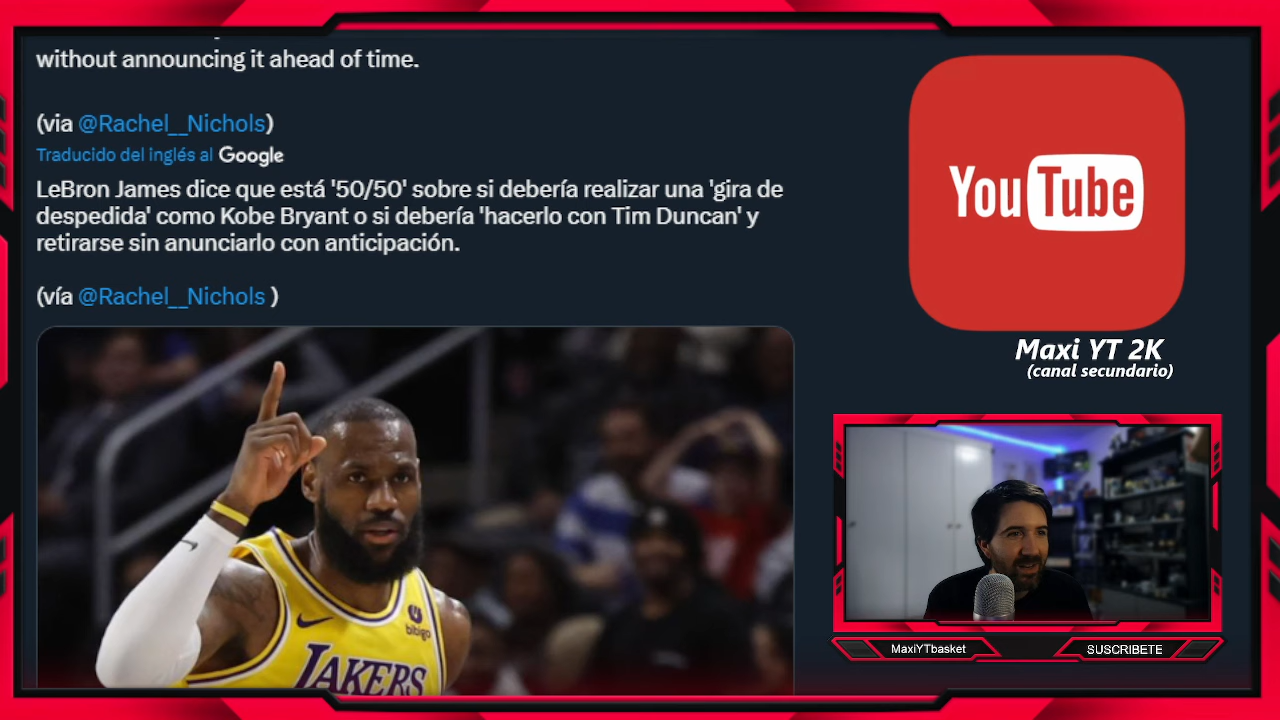 without announcing it ahead of time.
(via @Rachel__Nichols)
Traducido del inglés al Google
LeBron James dice que está '50/50' sobre si debería realizar una 'gira de
despedida' como Kobe Bryant o si debería 'hacerlo con Tim Duncan' y
retirarse sin anunciarlo con anticipación.
(vía @Rachel__Nichols )
bibigo
LAKERS
YouTube
Maxi YT 2K
(canal secundario)
MaxiYTbasket
SUSCRIBETE